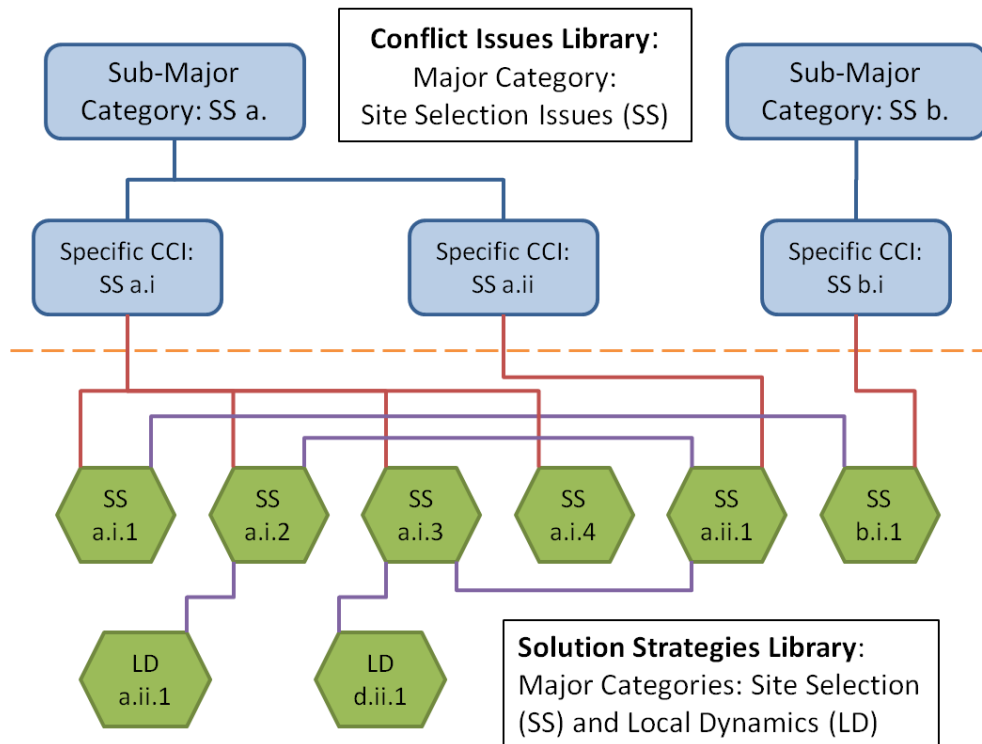 Conflict Issues Library:
Major Category:
Site Selection Issues (SS)
Sub-Major
Category: SS a.
Sub-Major
Category: SS b.
Specific CCI:
SS a.i
Specific CCI:
SS a.ii
Specific CCI:
SS b.i
SS
a.i.1
SS
a.i.2
SS
a.i.3
SS
a.i.4
SS
a.ii.1
SS
b.i.1
LD
a.ii.1
LD
d.ii.1
Solution Strategies Library:
Major Categories: Site Selection
(SS) and Local Dynamics (LD)